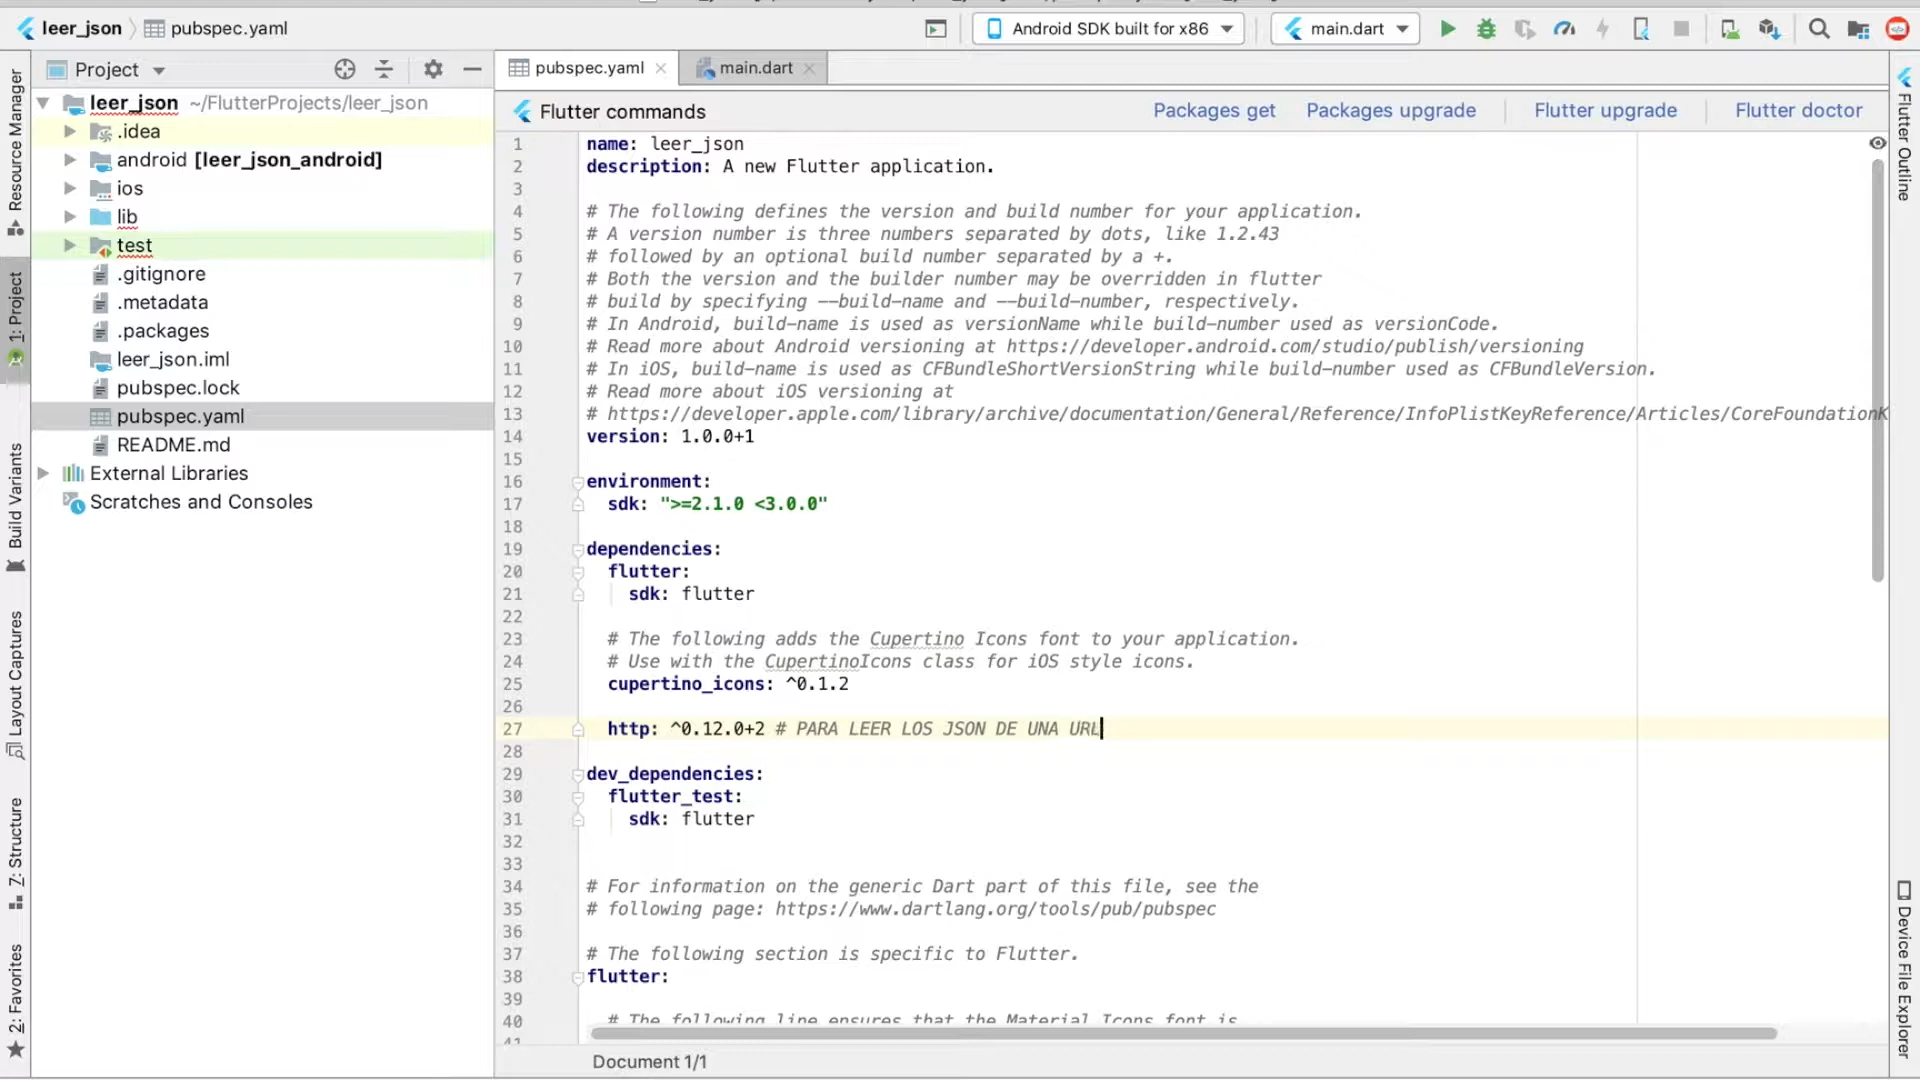 leer_json
pubspec.yaml
Android SDK built for x86
main.dart
Project
pubspec.yaml
main.dart
leer_json ~/FlutterProjects/leer_json
.idea
android [leer_json_android]
ios
lib
test
.gitignore
.metadata
.packages
leer_json.iml
pubspec.lock
pubspec.yaml
README.md
External Libraries
Scratches and Consoles
Resource Manager
1: Project
Build Variants
Layout Captures
Z: Structure
2: Favorites
Flutter commands
Packages get
Packages upgrade
Flutter upgrade
Flutter doctor
1 name: leer_json
2 description: A new Flutter application.
3
4 # The following defines the version and build number for your application.
5 # A version number is three numbers separated by dots, like 1.2.43
6 # followed by an optional build number separated by a +.
7 # Both the version and the builder number may be overridden in flutter
8 # build by specifying --build-name and --build-number, respectively.
9 # In Android, build-name is used as versionName while build-number used as versionCode.
10 # Read more about Android versioning at https://developer.android.com/studio/publish/versioning
11 # In iOS, build-name is used as CFBundleShortVersionString while build-number used as CFBundleVersion.
12 # Read more about iOS versioning at
13 # https://developer.apple.com/library/archive/documentation/General/Reference/InfoPlistKeyReference/Articles/CoreFoundationK
14 version: 1.0.0+1
15
16 environment:
17 sdk: ">=2.1.0 <3.0.0"
18
19 dependencies:
20 flutter:
21 sdk: flutter
22
23 # The following adds the Cupertino Icons font to your application.
24 # Use with the CupertinoIcons class for iOS style icons.
25 cupertino_icons: ^0.1.2
26
27 http: ^0.12.0+2 # PARA LEER LOS JSON DE UNA URL
28
29 dev_dependencies:
30 flutter_test:
31 sdk: flutter
32
33
34 # For information on the generic Dart part of this file, see the
35 # following page: https://www.dartlang.org/tools/pub/pubspec
36
37 # The following section is specific to Flutter.
38 flutter:
39
40 # The following line ensures that the Material Icons font is
41
Document 1/1
Flutter Outline
Device File Explorer